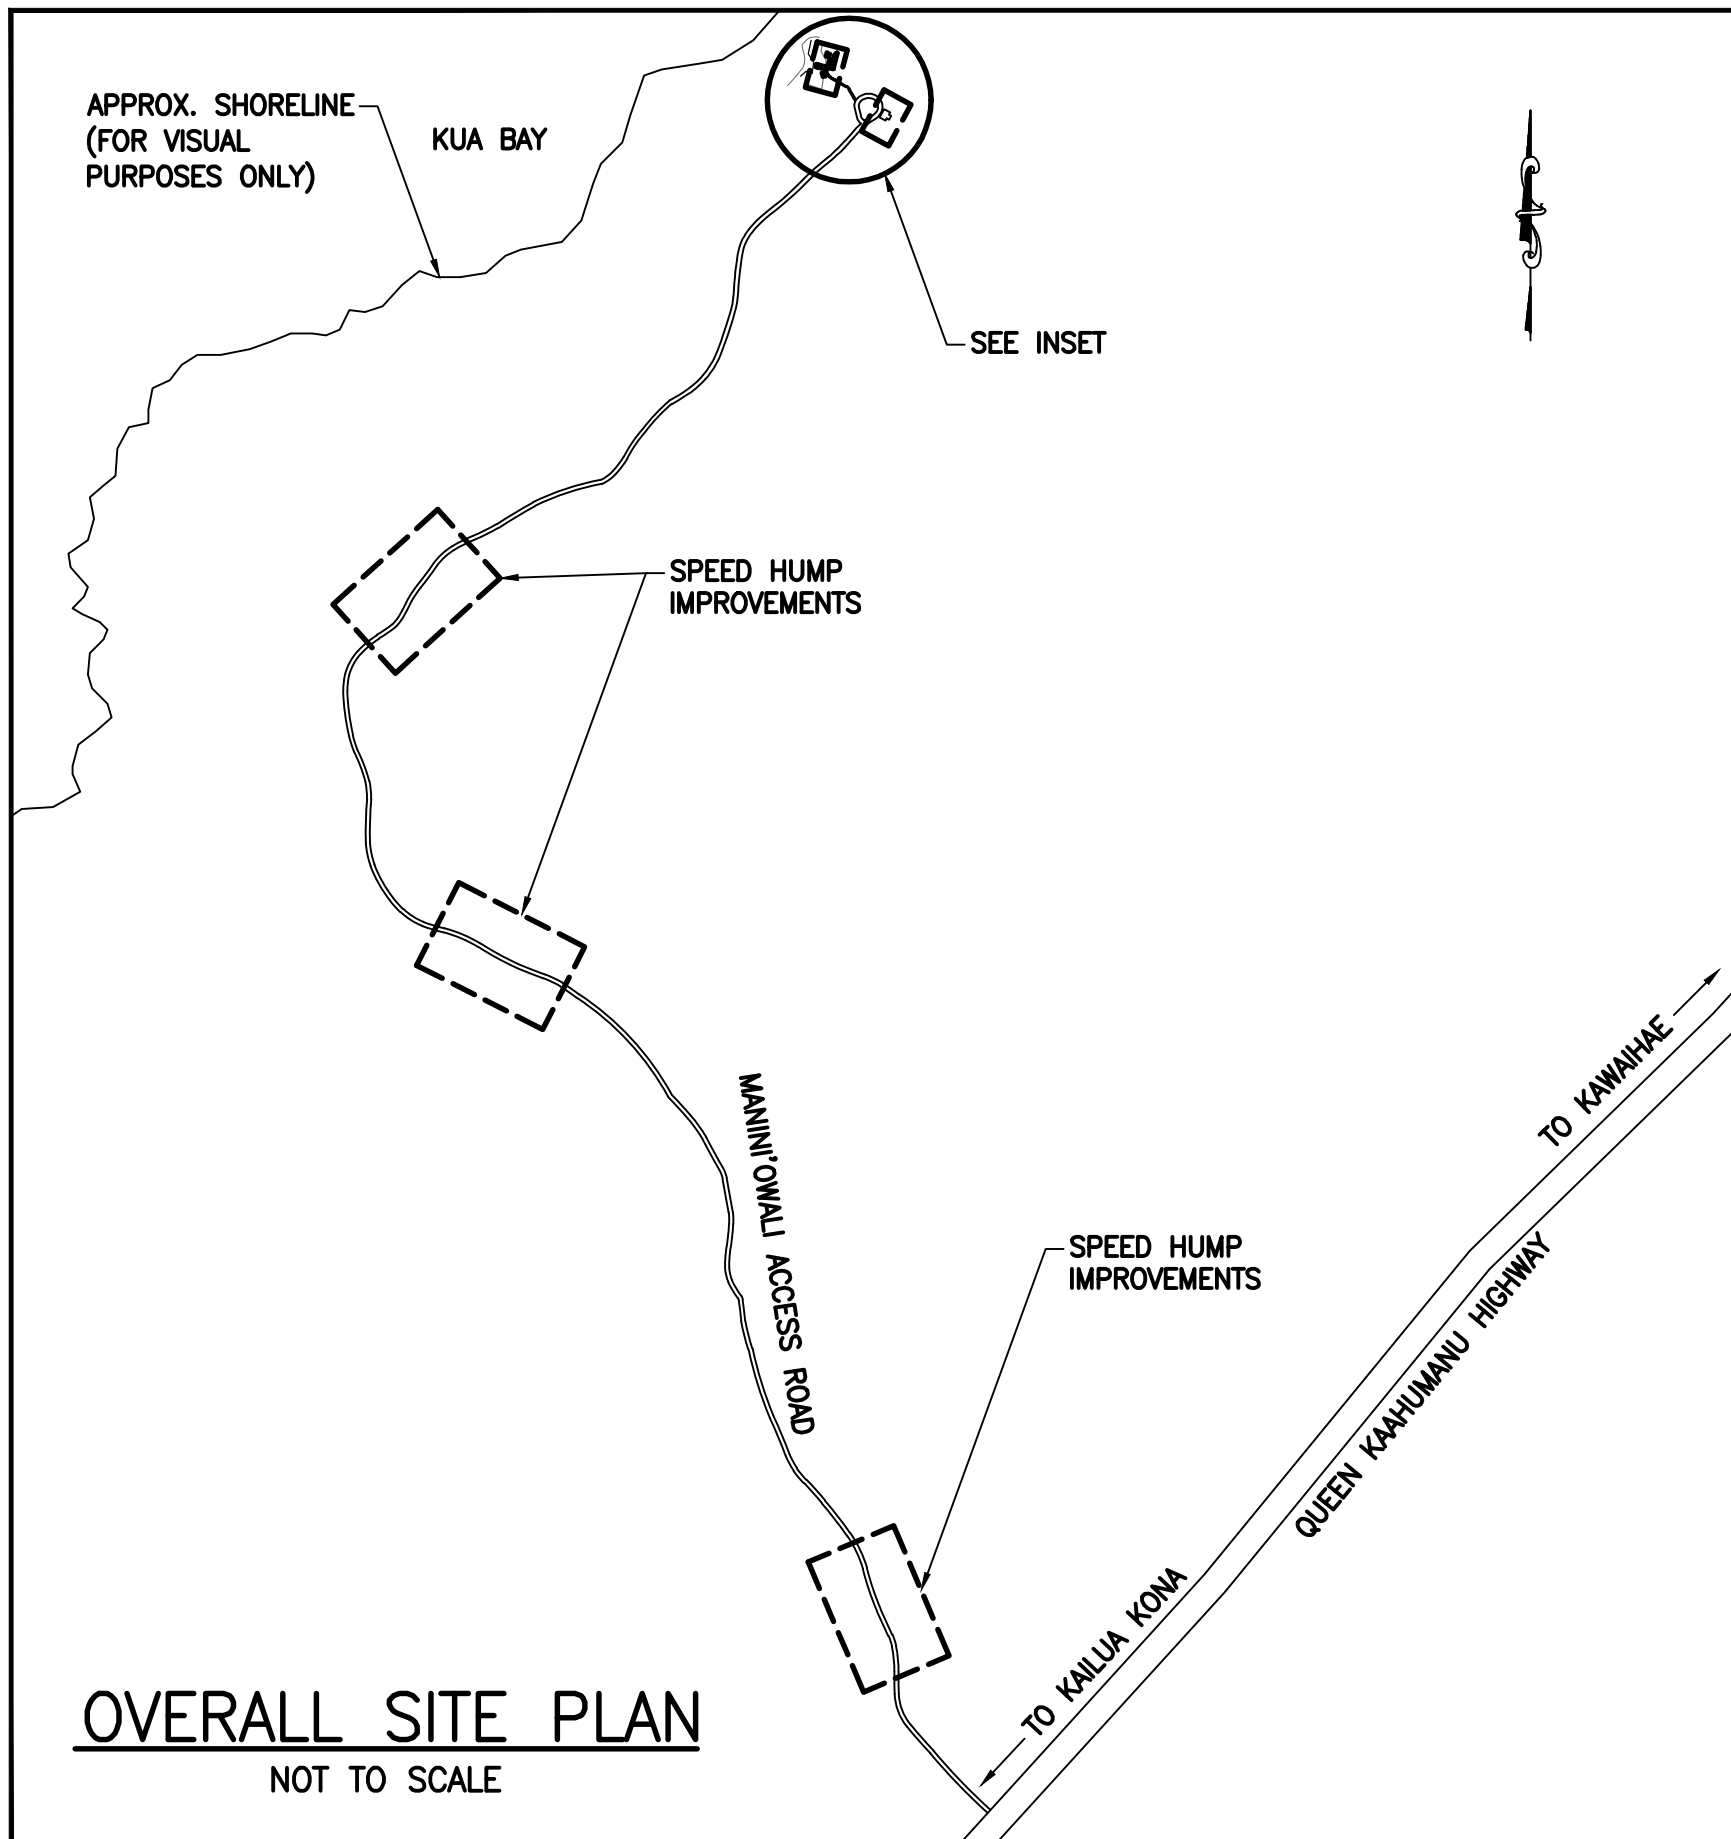 APPROX. SHORELINE
(FOR VISUAL
PURPOSES ONLY)
KUA BAY
SEE INSET
SPEED HUMP
IMPROVEMENTS
TO KAWAIHAE
MANINI'OWALI ACCESS ROAD
SPEED HUMP
IMPROVEMENTS
QUEEN KAAHUMANU HIGHWAY
TO KAILUA KONA
OVERALL SITE PLAN
NOT TO SCALE